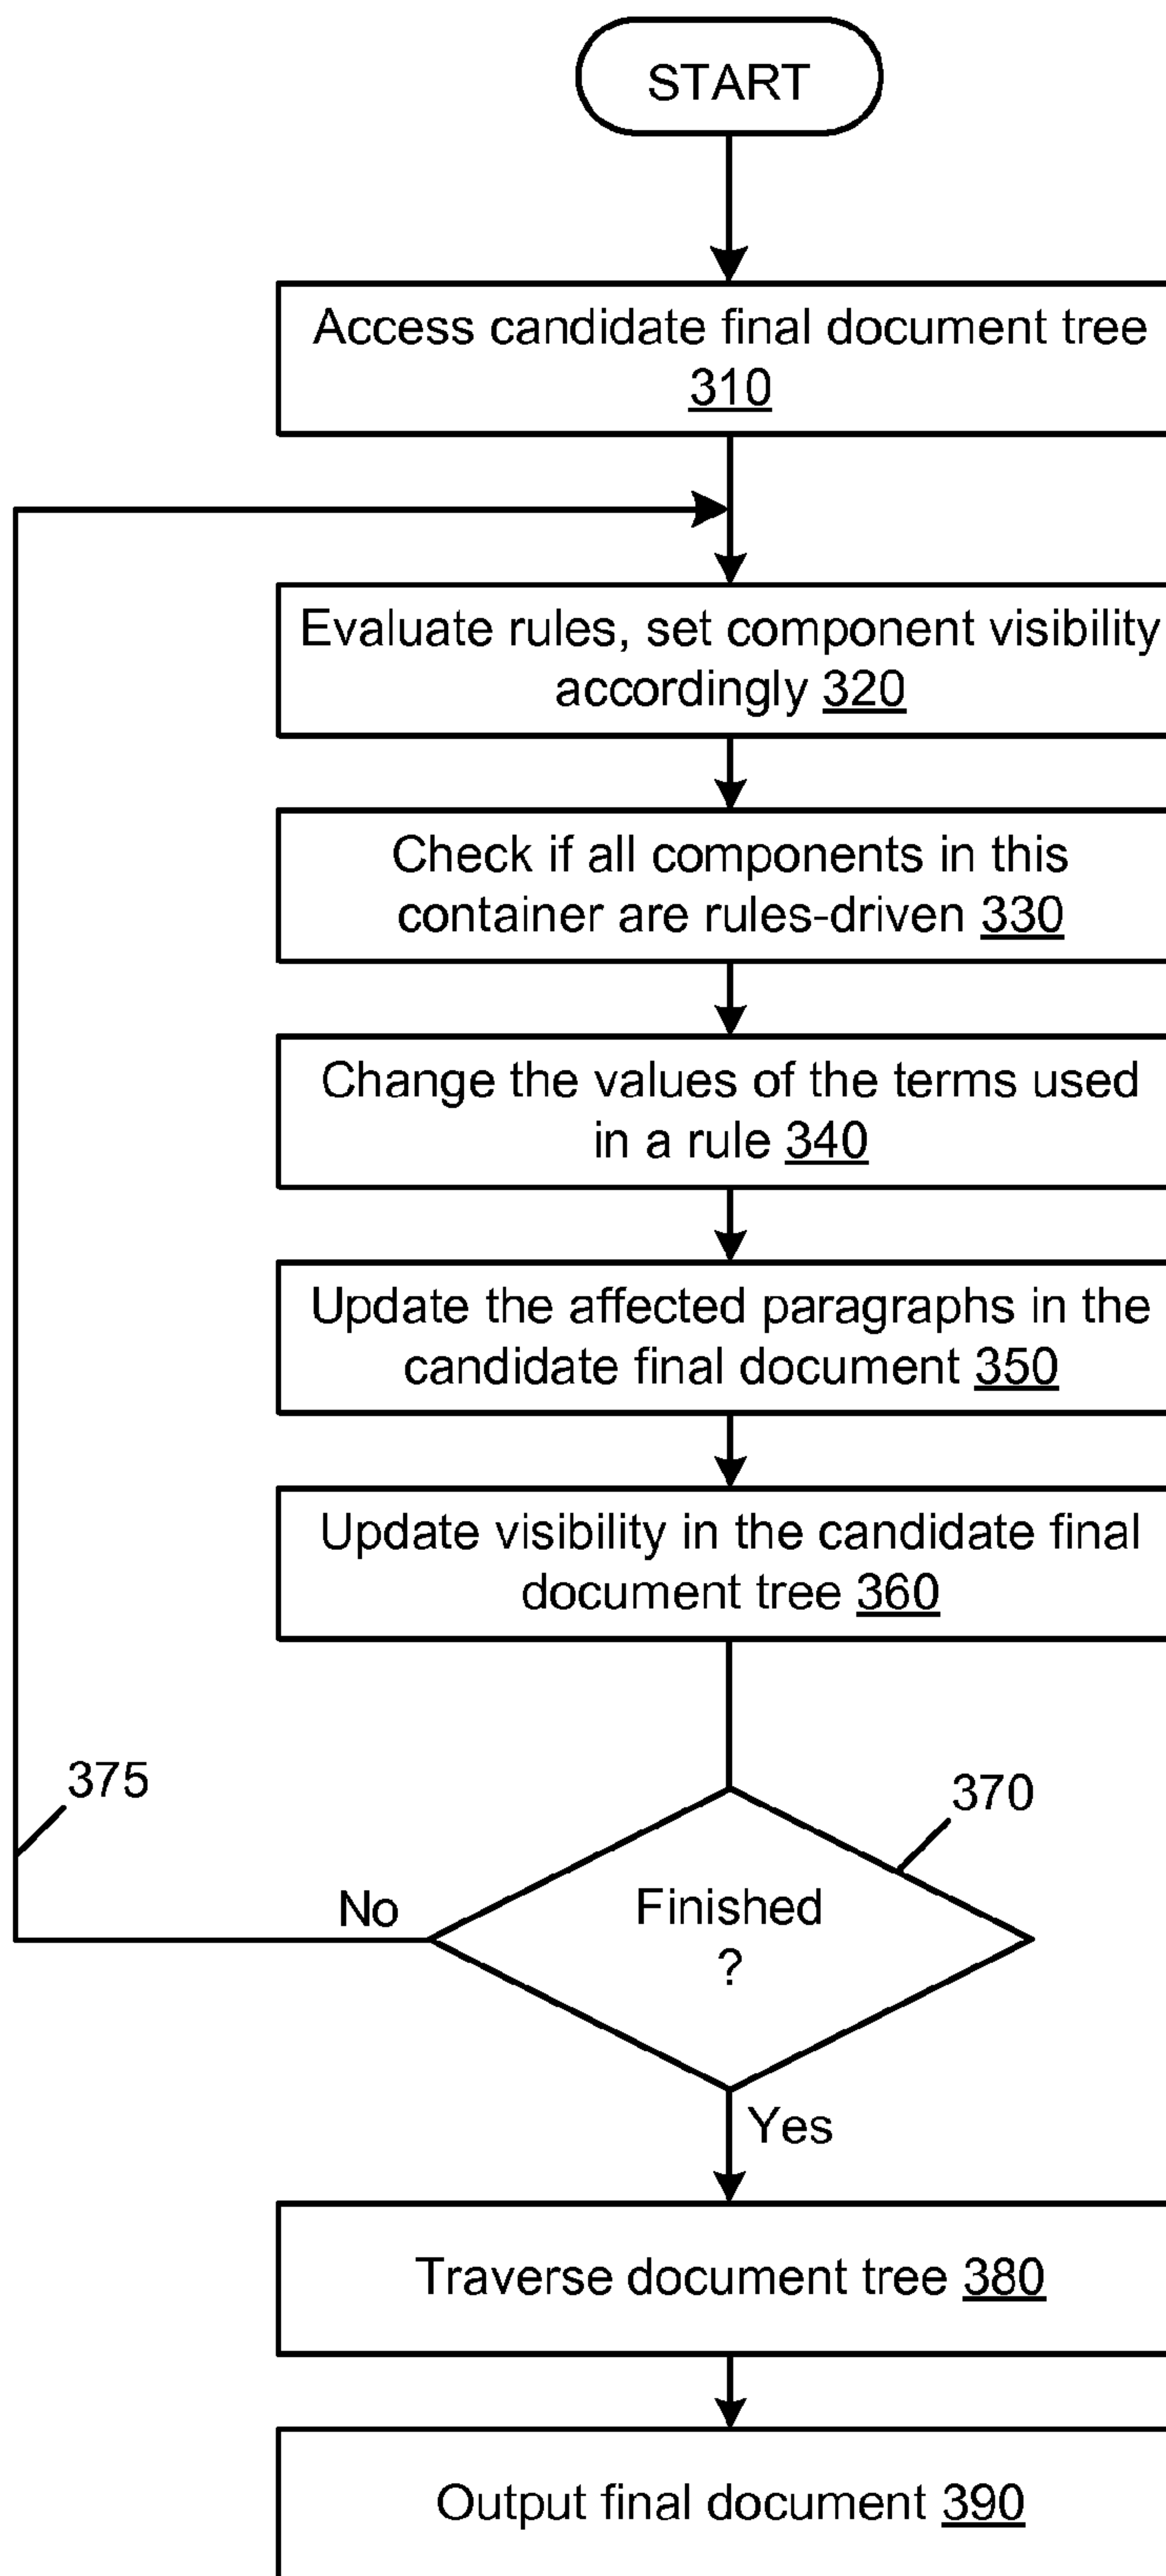 START
Access candidate final document tree
310
Evaluate rules, set component visibility
accordingly 320
Check if all components in this
container are rules-driven 330
Change the values of the terms used
in a rule 340
Update the affected paragraphs in the
candidate final document 350
Update visibility in the candidate final
document tree 360
375
370
No
Finished
?
Yes
Traverse document tree 380
Output final document 390